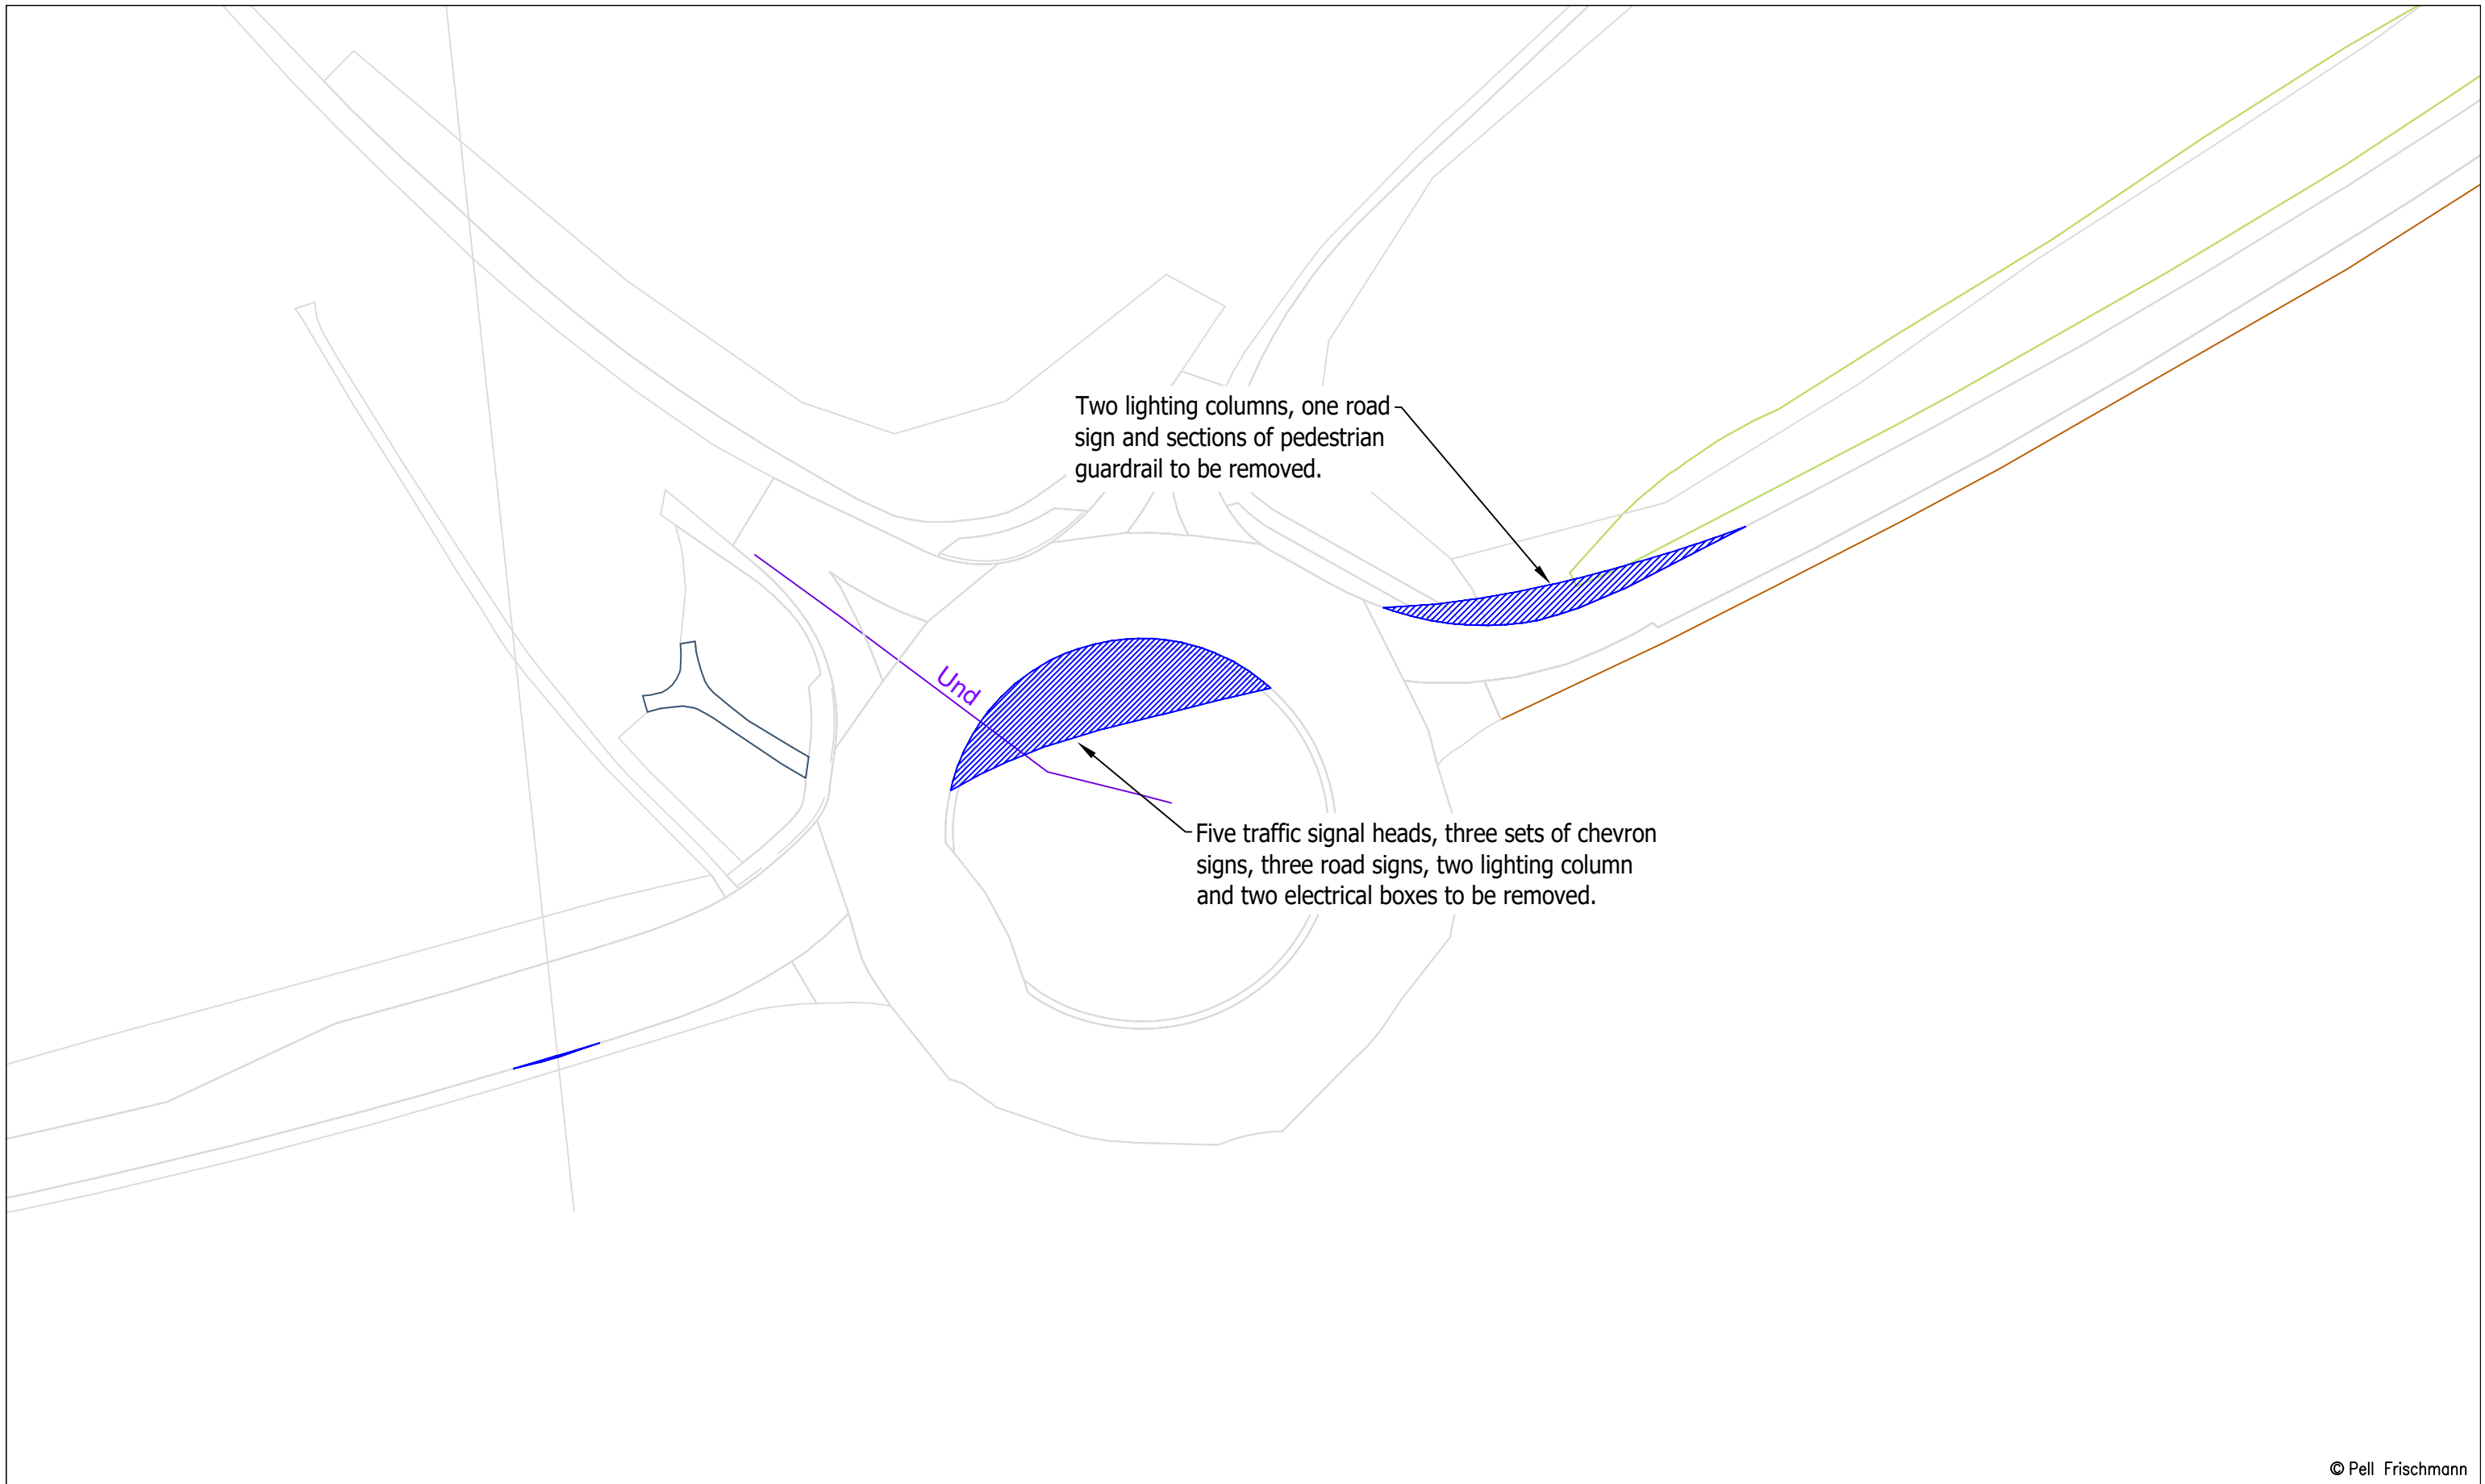 Two lighting columns, one road
sign and sections of pedestrian
guardrail to be removed.
Und
Five traffic signal heads, three sets of chevron
signs, three road signs, two lighting column
and two electrical boxes to be removed.
© Pell Frischmann